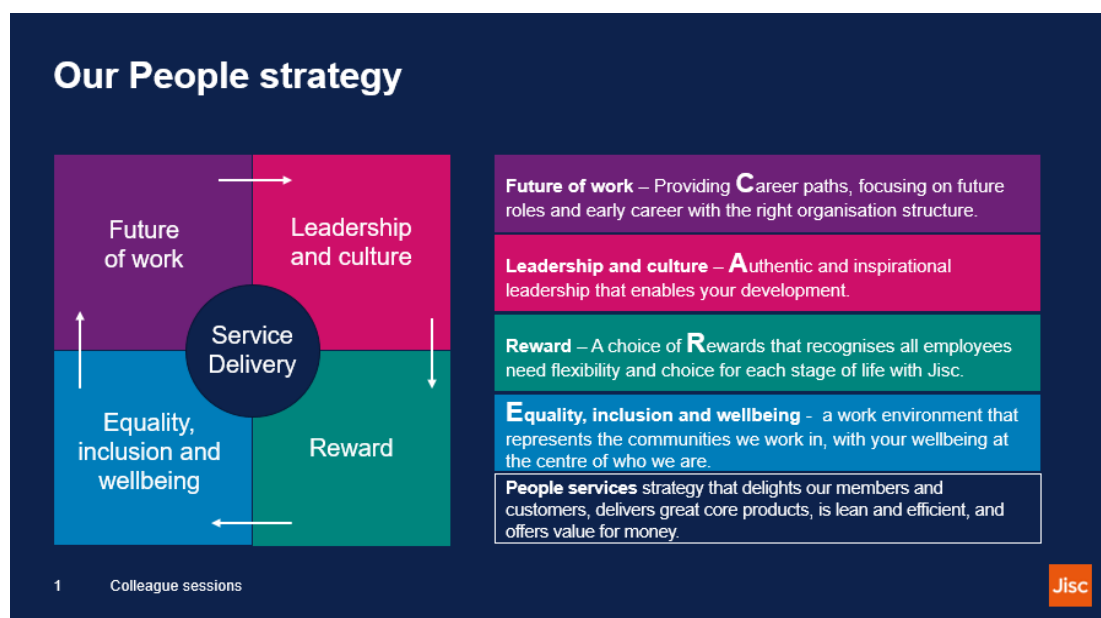 Our People strategy
Future
of work
Leadership
and culture
Service
Delivery
Equality,
inclusion and
wellbeing
Reward
Future of work – Providing Career paths, focusing on future
roles and early career with the right organisation structure.
Leadership and culture – Authentic and inspirational
leadership that enables your development.
Reward – A choice of Rewards that recognises all employees
need flexibility and choice for each stage of life with Jisc.
Equality, inclusion and wellbeing - a work environment that
represents the communities we work in, with your wellbeing at
the centre of who we are.
People services strategy that delights our members and
customers, delivers great core products, is lean and efficient, and
offers value for money.
1 Colleague sessions
Jisc